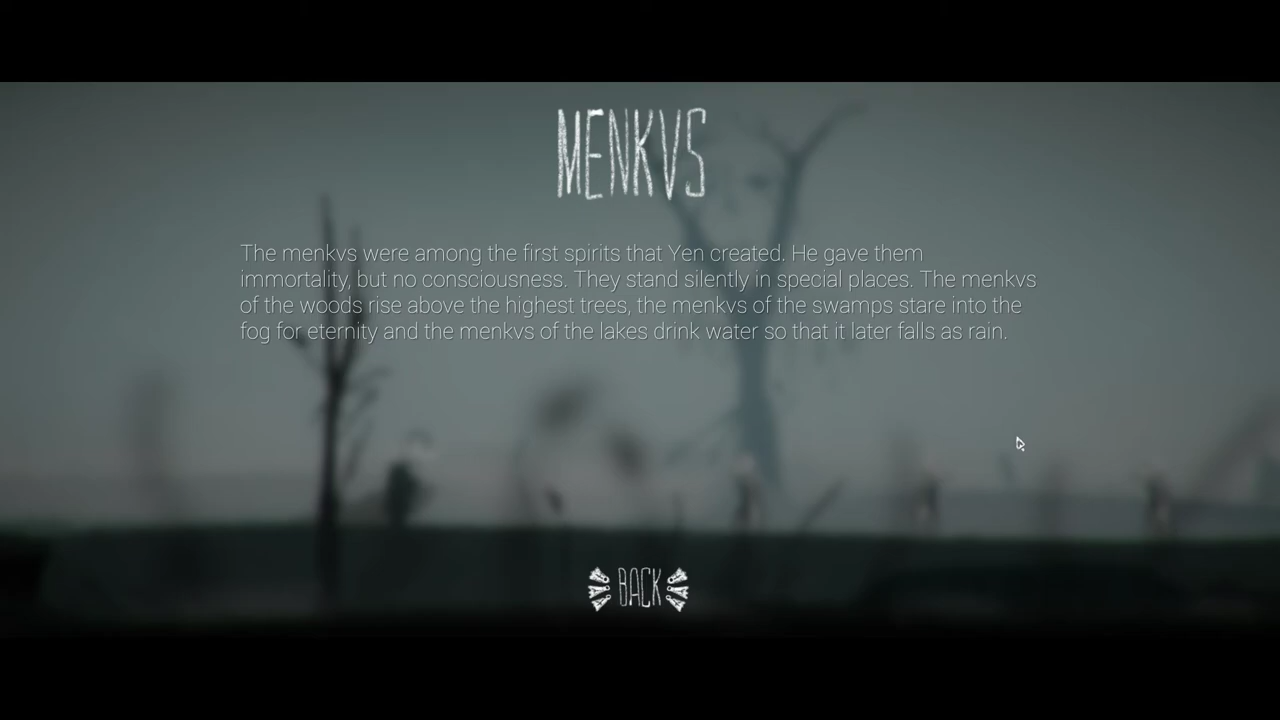 MENKVS
The menkvs were among the first spirits that Yen created. He gave them
immortality, but no consciousness. They stand silently in special places. The menkvs
of the woods rise above the highest trees, the menkvs of the swamps stare into the
fog for eternity and the menkvs of the lakes drink water so that it later falls as rain.
BACK